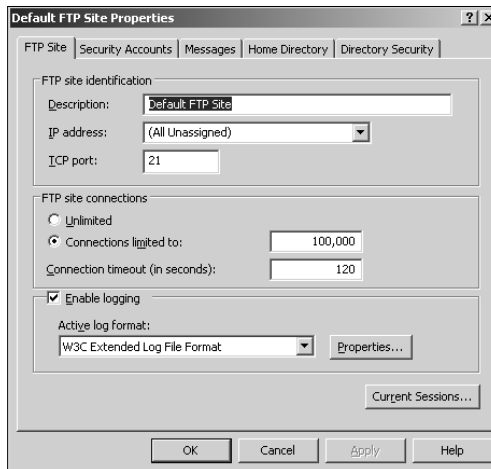 Default FTP Site Properties
? ×
FTP Site Security Accounts Messages Home Directory Directory Security
FTP site identification
Description: Default FTP Site
IP address: (All Unassigned)
TCP port: 21
FTP site connections
Unlimited
Connections limited to: 100,000
Connection timeout (in seconds): 120
Enable logging
Active log format:
W3C Extended Log File Format Properties...
Current Sessions...
OK Cancel Apply Help